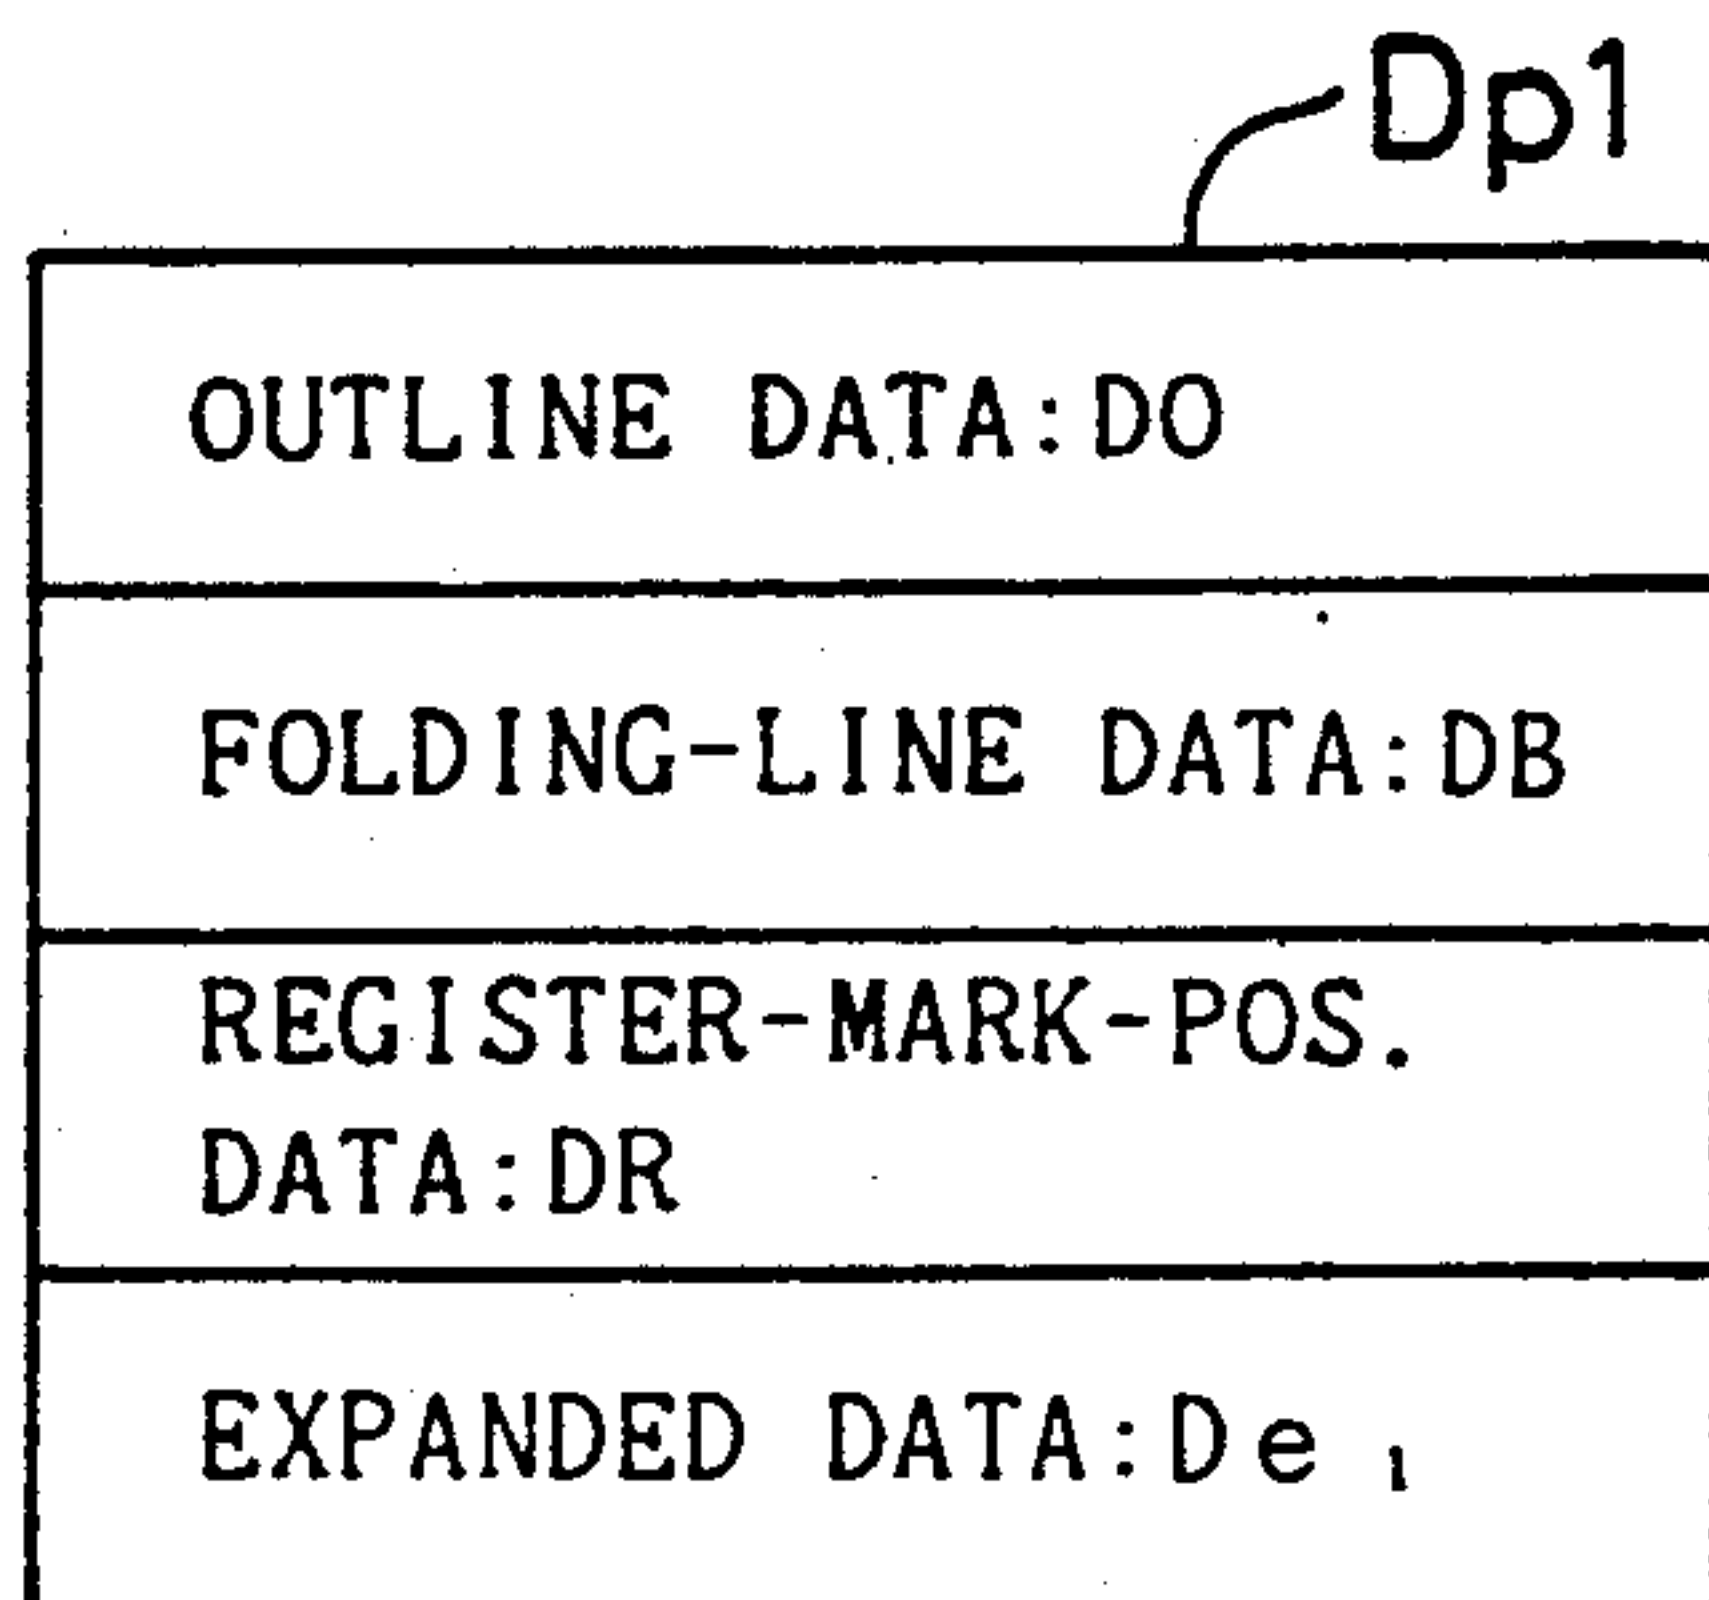 Dp1
OUTLINE DATA:DO
FOLDING-LINE DATA:DB
REGISTER-MARK-POS.
DATA:DR
EXPANDED DATA:De₁